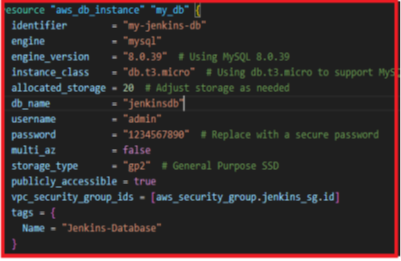 esource "aws_db_instance" "my_db" {
identifier = "my-jenkins-db"
engine = "mysql"
engine_version = "8.0.39" # Using MySQL 8.0.39
instance_class = "db.t3.micro" # Using db.t3.micro to support MyS
allocated_storage = 20 # Adjust storage as needed
db_name = "jenkinsdb"
username = "admin"
password = "1234567890" # Replace with a secure password
multi_az = false
storage_type = "gp2" # General Purpose SSD
publicly_accessible = true
vpc_security_group_ids = [aws_security_group.jenkins_sg.id]
tags = {
Name = "Jenkins-Database"
}